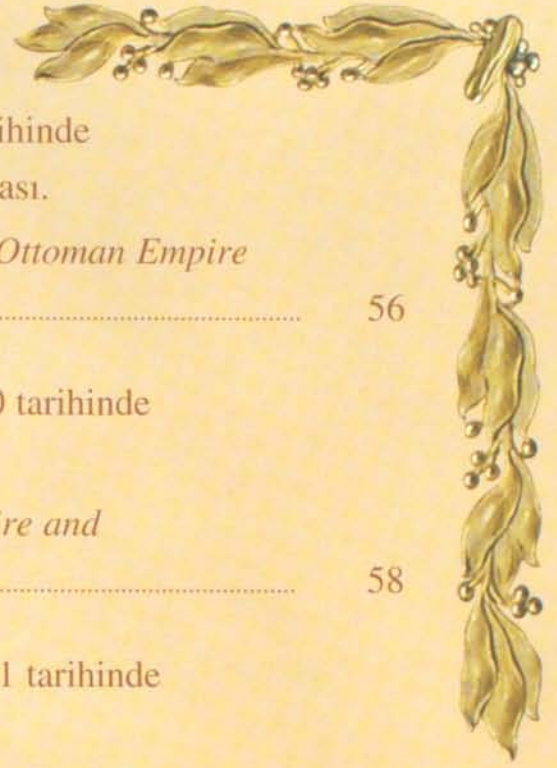 ihinde
ası.
Ottoman Empire
........................................ 56
0 tarihinde
ire and
........................................ 58
1 tarihinde